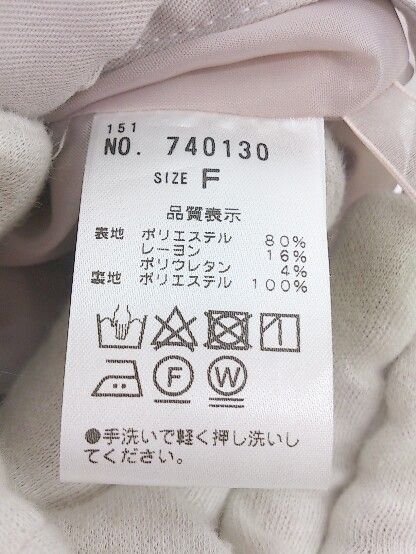 151
NO. 740130
SIZE F
品質表示
表地 ポリエステル 80%
レーヨン 16%
ポリウレタン 4%
裏地 ポリエステル 100%
F W
●手洗いで軽く押し洗いし
てください。